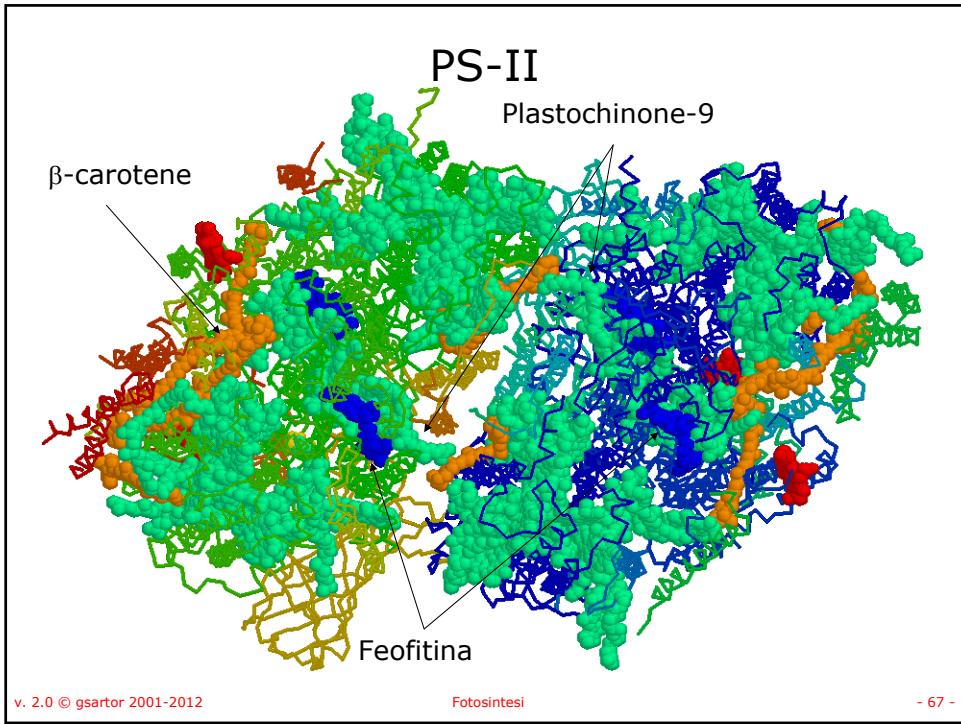 PS-II
Plastochinone-9
β-carotene
Feofitina
v. 2.0 © gsartor 2001-2012
Fotosintesi
- 67 -